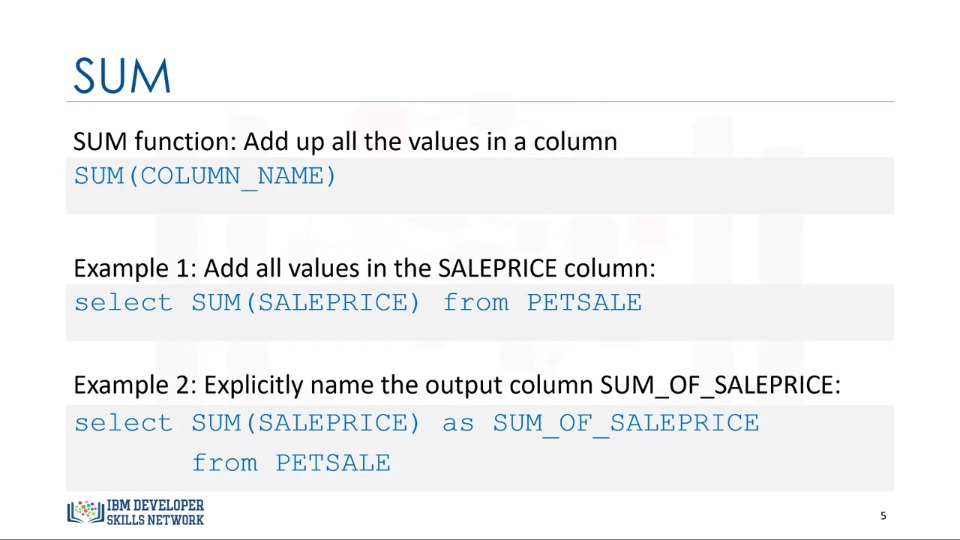 SUM
SUM function: Add up all the values in a column
SUM(COLUMN_NAME)
Example 1: Add all values in the SALEPRICE column:
select SUM(SALEPRICE) from PETSALE
Example 2: Explicitly name the output column SUM_OF_SALEPRICE:
select SUM(SALEPRICE) as SUM_OF_SALEPRICE
from PETSALE
IBM DEVELOPER
SKILLS NETWORK
5